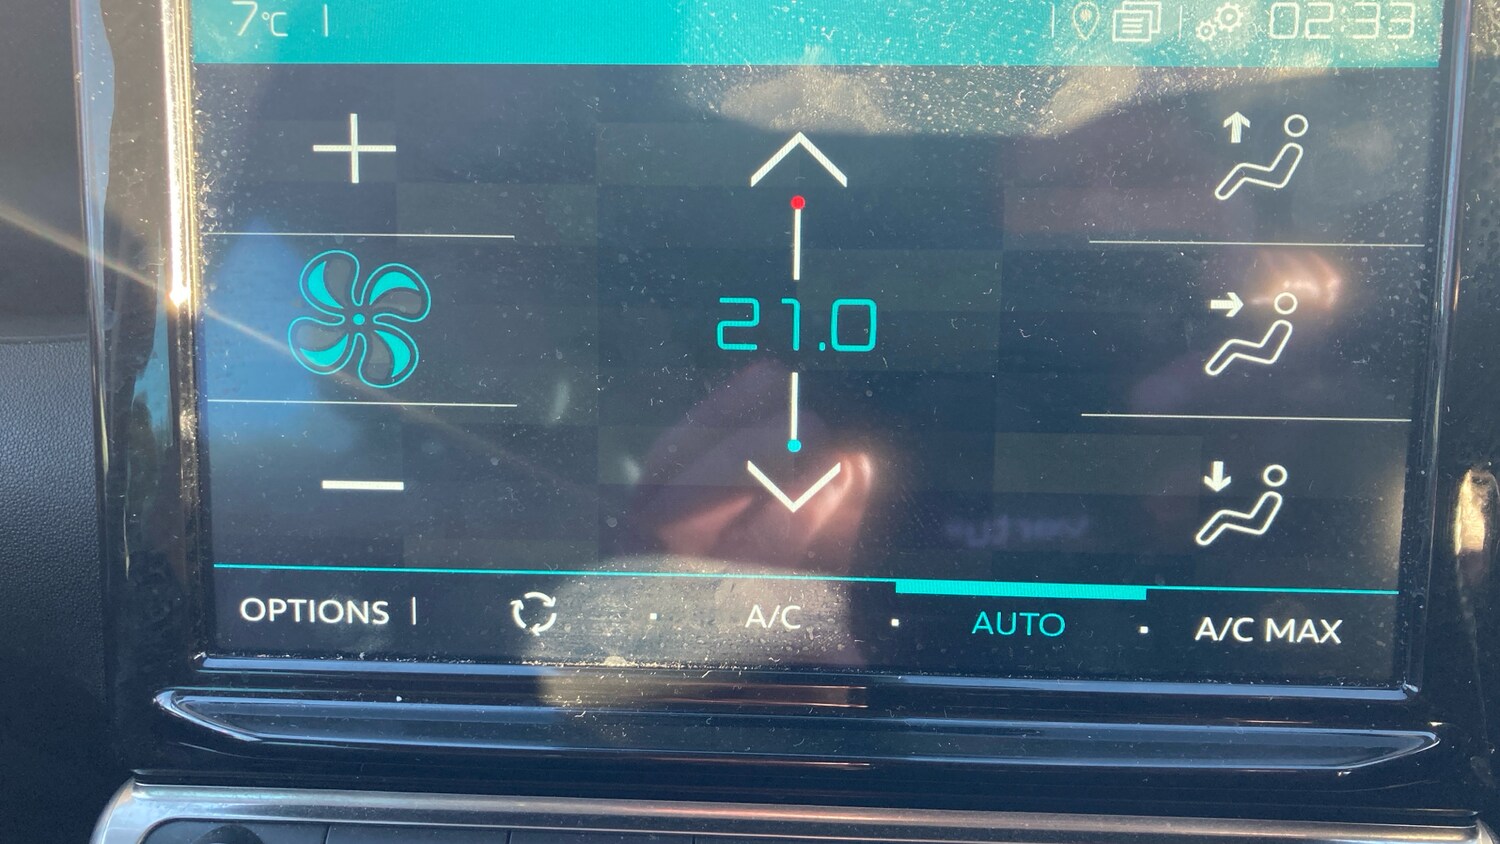 7°C 02:33
21.0
OPTIONS A/C AUTO A/C MAX